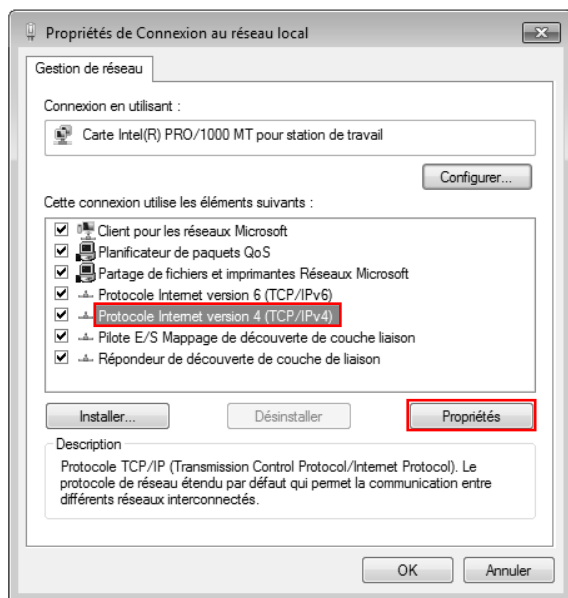 Propriétés de Connexion au réseau local
Gestion de réseau
Connexion en utilisant :
Carte Intel(R) PRO/1000 MT pour station de travail
Configurer...
Cette connexion utilise les éléments suivants :
Client pour les réseaux Microsoft
Planificateur de paquets QoS
Partage de fichiers et imprimantes Réseaux Microsoft
Protocole Internet version 6 (TCP/IPv6)
Protocole Internet version 4 (TCP/IPv4)
Pilote E/S Mappage de découverte de couche liaison
Répondeur de découverte de couche de liaison
Installer...
Désinstaller
Propriétés
Description
Protocole TCP/IP (Transmission Control Protocol/Internet Protocol). Le
protocole de réseau étendu par défaut qui permet la communication entre
différents réseaux interconnectés.
OK
Annuler